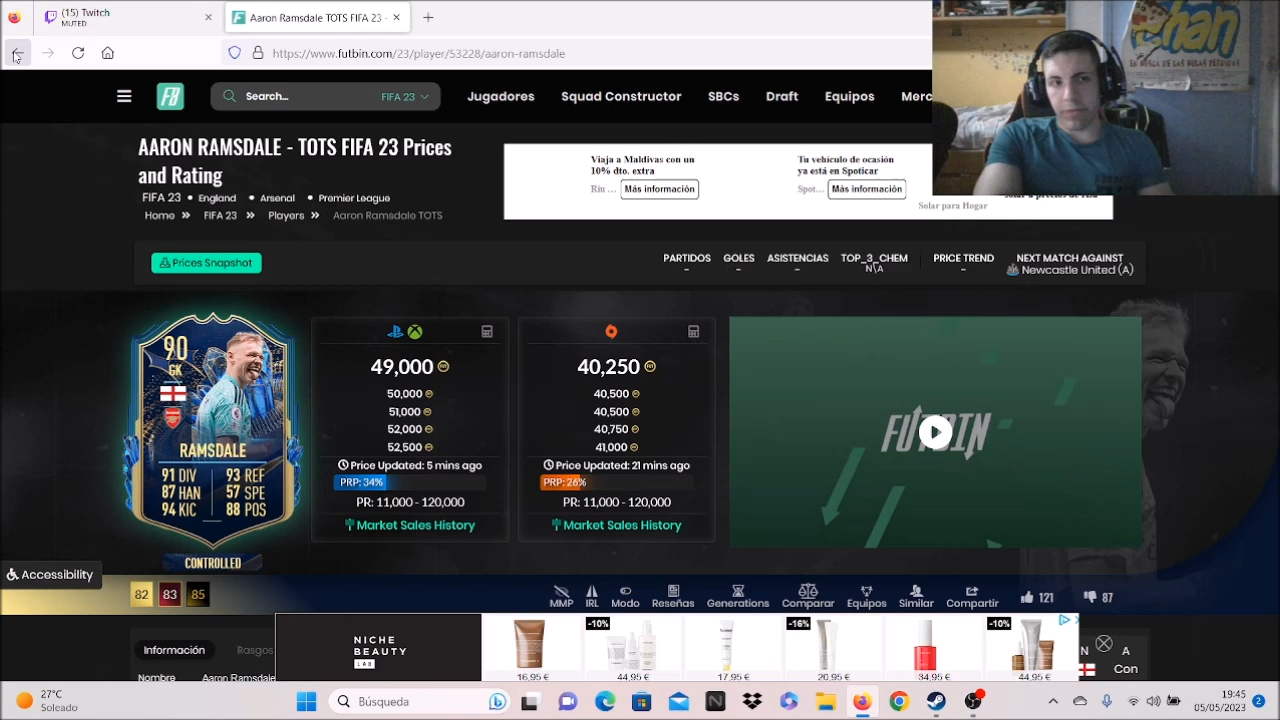 (15) Twitch
MUTED
Aaron Ramsdale TOTS FIFA 23 -
https://www.futbin.com/23/player/53228/aaron-ramsdale
Search...
FIFA 23
Jugadores
Squad Constructor
SBCs
Draft
Equipos
Merc
han
AARON RAMSDALE - TOTS FIFA 23 Prices
and Rating
FIFA 23 • England • Arsenal •
Home » FIFA 23 » » Aaron Ramsdale TOTS
Viaja a Maldivas con un
10% dto. extra
Riu ... Más información
Tu vehículo de ocasión
ya está en Spoticar
Spot... Más información
Solar para Hogar
Prices Snapshot
PARTIDOS
-
GOLES
-
ASISTENCIAS
-
TOP_3_CHEM
N\A
PRICE TREND
-
NEXT MATCH AGAINST
Newcastle United (A)
90
GK
RAMSDALE
91 DIV 93 REF
87 HAN 57 SPE
94 KIC 88 POS
CONTROLLED
49,000
50,000
51,000
52,000
52,500
Price Updated: 5 mins ago
PRP: 34%
PR: 11,000 - 120,000
Market Sales History
40,250
40,500
40,500
40,750
41,000
Price Updated: 21 mins ago
PRP: 26%
PR: 11,000 - 120,000
Market Sales History
FUTBIN
Accessibility
82 83 85
MMP
IRL
Modo
Reseñas
Generations
Comparar
Equipos
Similar
Compartir
121
87
Información
Rasgos
Nombre Aaron Ramsdale
NICHE
BEAUTY
LAB
16,95 €
-10%
44,95 €
17,95 €
-16%
20,95 €
34,95 €
-10%
44,95 €
N A
Con
27°C
Soleado
Búsqueda
19:45
05/05/2023
2